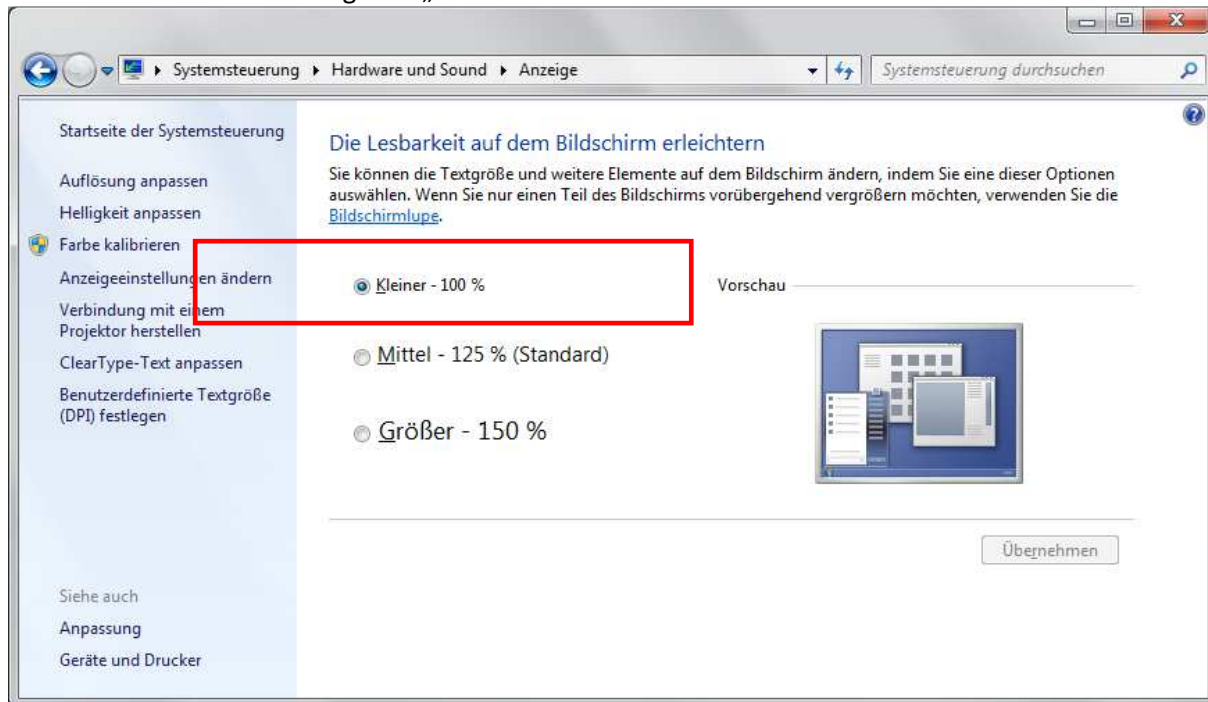 Systemsteuerung ▸ Hardware und Sound ▸ Anzeige
Systemsteuerung durchsuchen
Startseite der Systemsteuerung
Auflösung anpassen
Helligkeit anpassen
Farbe kalibrieren
Anzeigeeinstellungen ändern
Verbindung mit einem
Projektor herstellen
ClearType-Text anpassen
Benutzerdefinierte Textgröße
(DPI) festlegen
Siehe auch
Anpassung
Geräte und Drucker
Die Lesbarkeit auf dem Bildschirm erleichtern
Sie können die Textgröße und weitere Elemente auf dem Bildschirm ändern, indem Sie eine dieser Optionen
auswählen. Wenn Sie nur einen Teil des Bildschirms vorübergehend vergrößern möchten, verwenden Sie die
Bildschirmlupe.
Kleiner - 100 %
Vorschau
Mittel - 125 % (Standard)
Größer - 150 %
Übernehmen